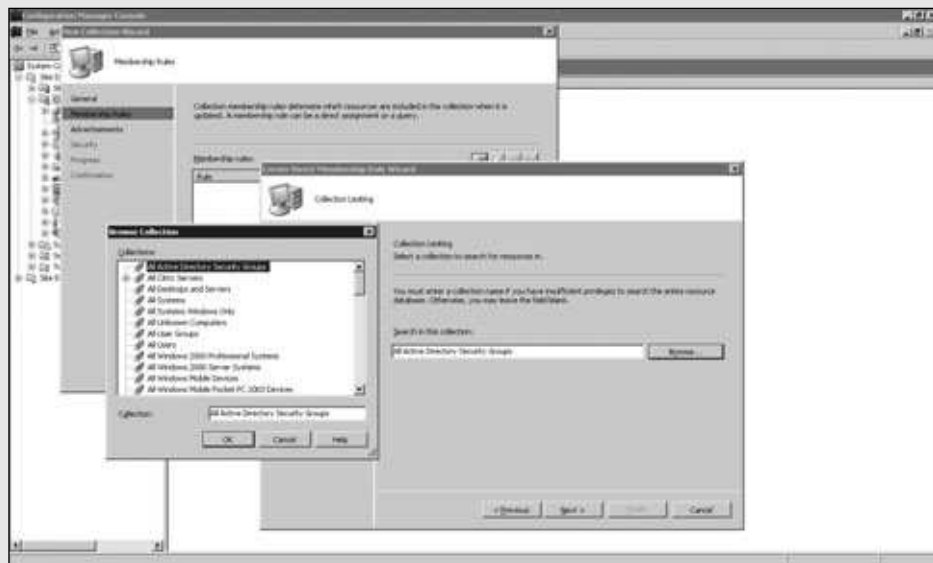 Configuration Manager Console
New Collection Wizard
Membership Rules
General
Membership Rules
Advertisements
Security
Progress
Confirmation
Collection membership rules determine which resources are included in the collection when it is
updated. A membership rule can be a direct assignment or a query.
Membership rules:
Rule
Create Direct Membership Rule Wizard
Collection Limiting
Collection Limiting
Select a collection to search for resources in.
You must enter a collection name if you have insufficient privileges to search the entire resource
database. Otherwise, you may leave the field blank.
Search in this collection:
All Active Directory Security Groups
Browse...
< Previous
Next >
Cancel
Browse Collection
Collections:
All Active Directory Security Groups
All Citrix Servers
All Desktops and Servers
All Systems
All Systems Windows Only
All Unknown Computers
All User Groups
All Users
All Windows 2000 Professional Systems
All Windows 2000 Server Systems
All Windows Mobile Devices
All Windows Mobile Pocket PC 2003 Devices
Collection:
All Active Directory Security Groups
OK
Cancel
Help